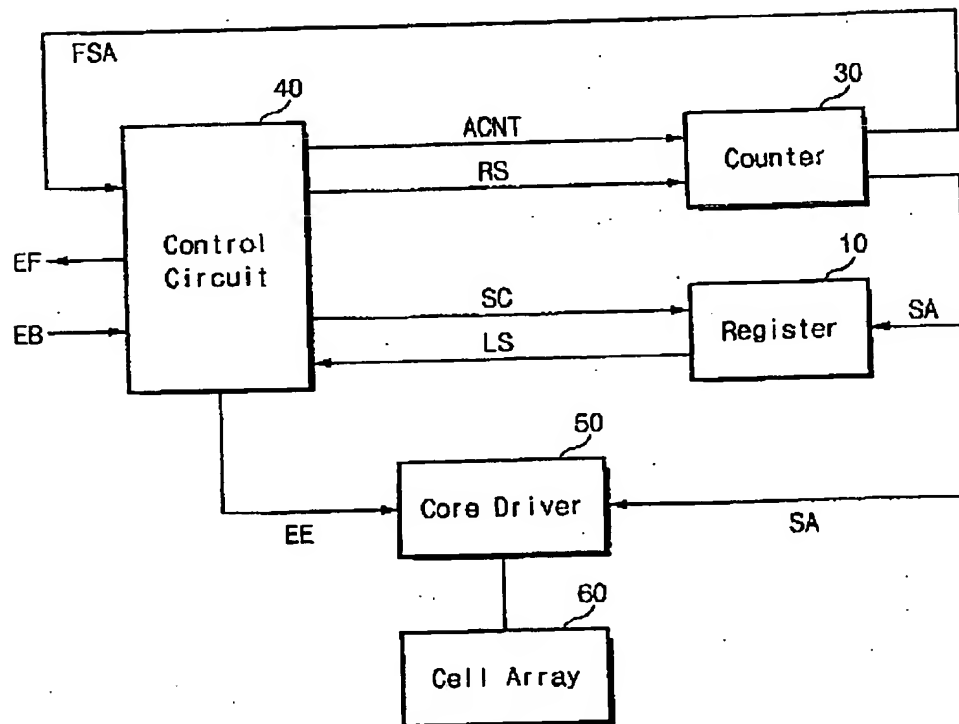 FSA
40
30
ACNT
Counter
RS
Control
Circuit
EF
10
SC
SA
EB
Register
LS
50
Core Driver
EE
SA
60
Cell Array